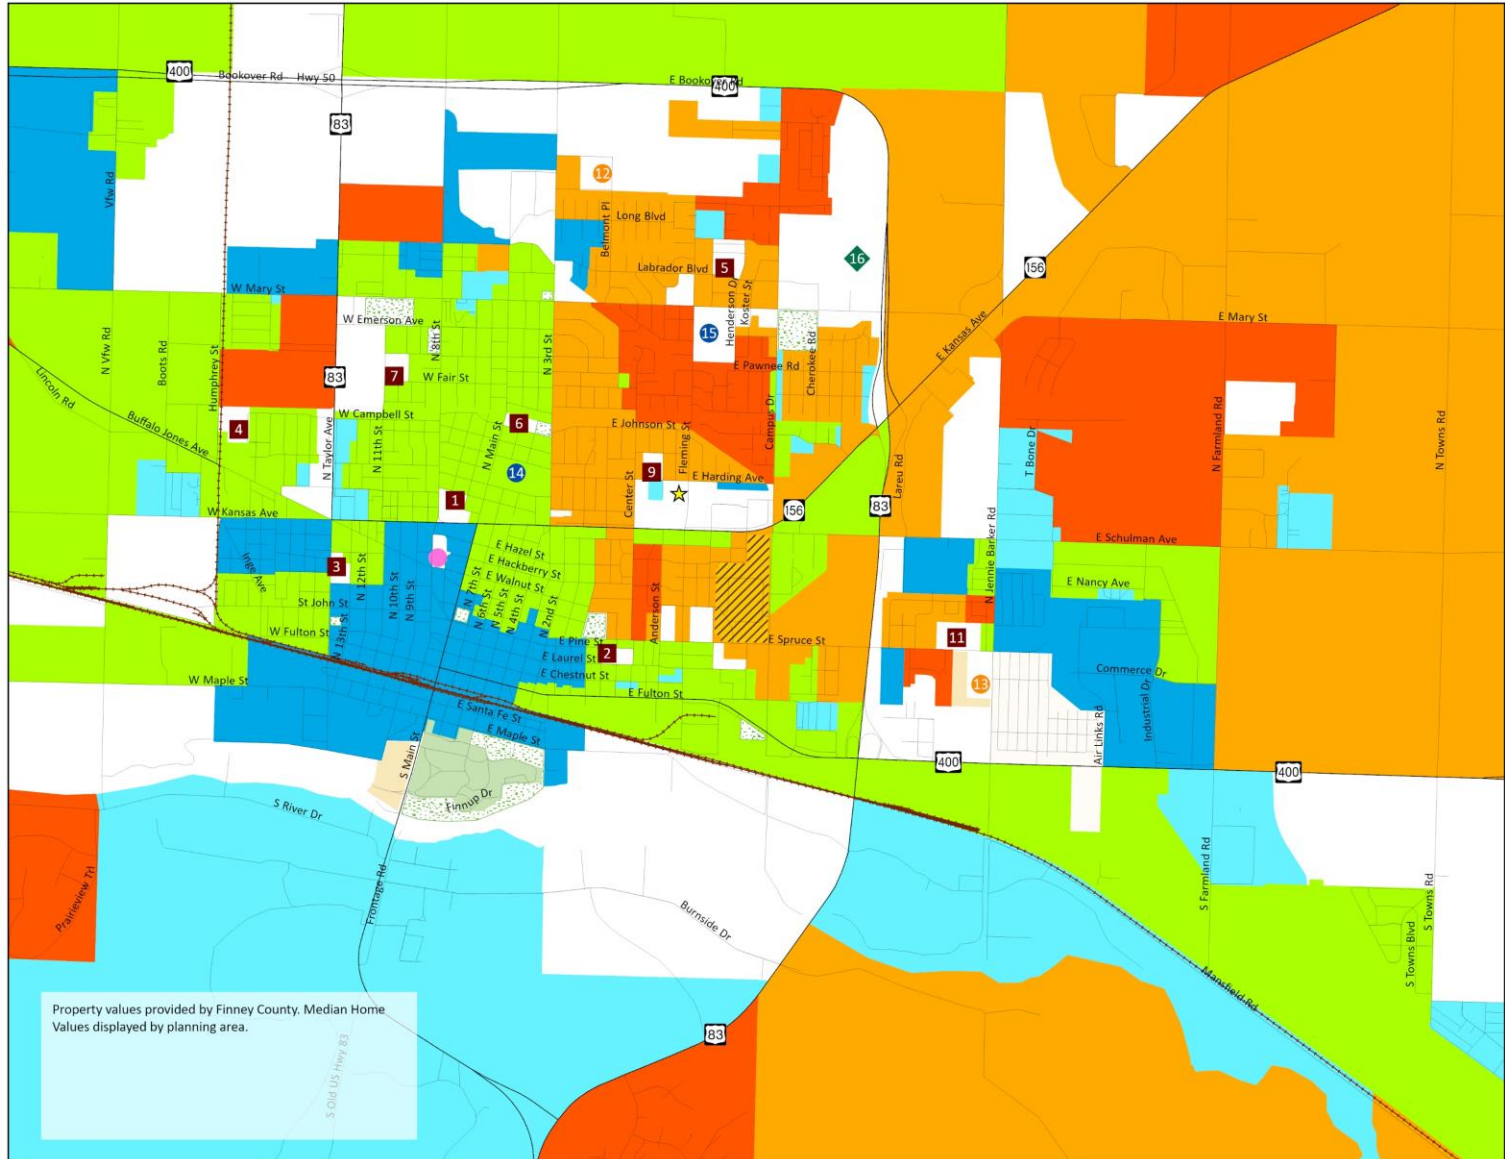 400
Bookover Rd
Hwy 50
E Bookover Rd
400
83
Vfw Rd
12
Belmont Pl
Long Blvd
Labrador Blvd
5
16
156
Henderson Dr
Koster St
W Mary St
E Mary St
W Emerson Ave
N 8th St
15
E Kansas Ave
N Vfw Rd
Boots Rd
Humphrey St
N 3rd St
Cherokee Rd
E Pawnee Rd
83
7
W Fair St
Lincoln Rd
Buffalo Jones Ave
4
W Campbell St
N Taylor Ave
N 11th St
N Main St
6
E Johnson St
Fleming St
Campus Dr
N Farmland Rd
N Towns Rd
T Bone Dr
14
9
E Harding Ave
Center St
Lareu Rd
1
W Kansas Ave
156
83
N Jennie Barker Rd
E Schulman Ave
E Hazel St
E Hackberry St
E Walnut St
Inge Ave
3
N 12th St
N 10th St
N 9th St
N 7th St
N 6th St
N 5th St
N 4th St
N 2nd St
Anderson St
E Nancy Ave
St John St
W Fulton St
N 13th St
E Pine St
E Spruce St
11
E Laurel St
2
E Chestnut St
Commerce Dr
W Maple St
E Fulton St
13
Industrial Dr
E Santa Fe St
E Maple St
Air Links Rd
S Main St
400
400
Finnup Dr
S River Dr
Prairieview Trl
Frontage Rd
S Farmland Rd
S Towns Rd
Burnside Dr
S Towns Blvd
Mansfield Rd
Property values provided by Finney County. Median Home
Values displayed by planning area.
83
S Old US Hwy 83